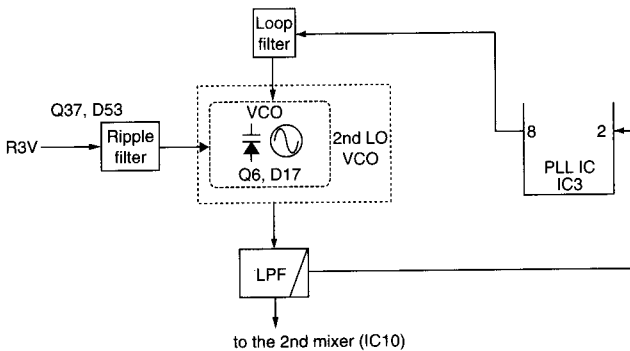 Loop
filter
Q37, D53
R3V
Ripple
filter
VCO
Q6, D17
2nd LO
VCO
8
2
PLL IC
IC3
LPF
to the 2nd mixer (IC10)